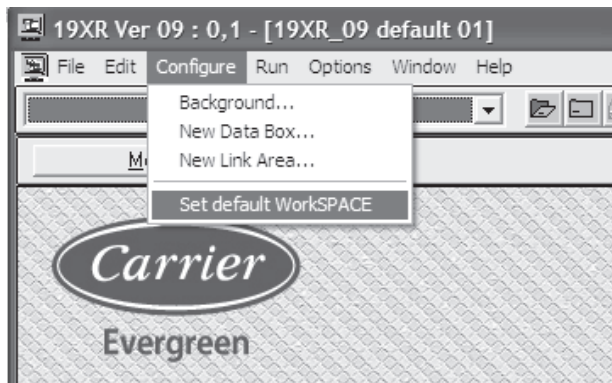 19XR Ver 09 : 0,1 - [19XR_09 default 01]
File Edit Configure Run Options Window Help
Background...
New Data Box...
New Link Area...
Set default WorkSPACE
Carrier
Evergreen